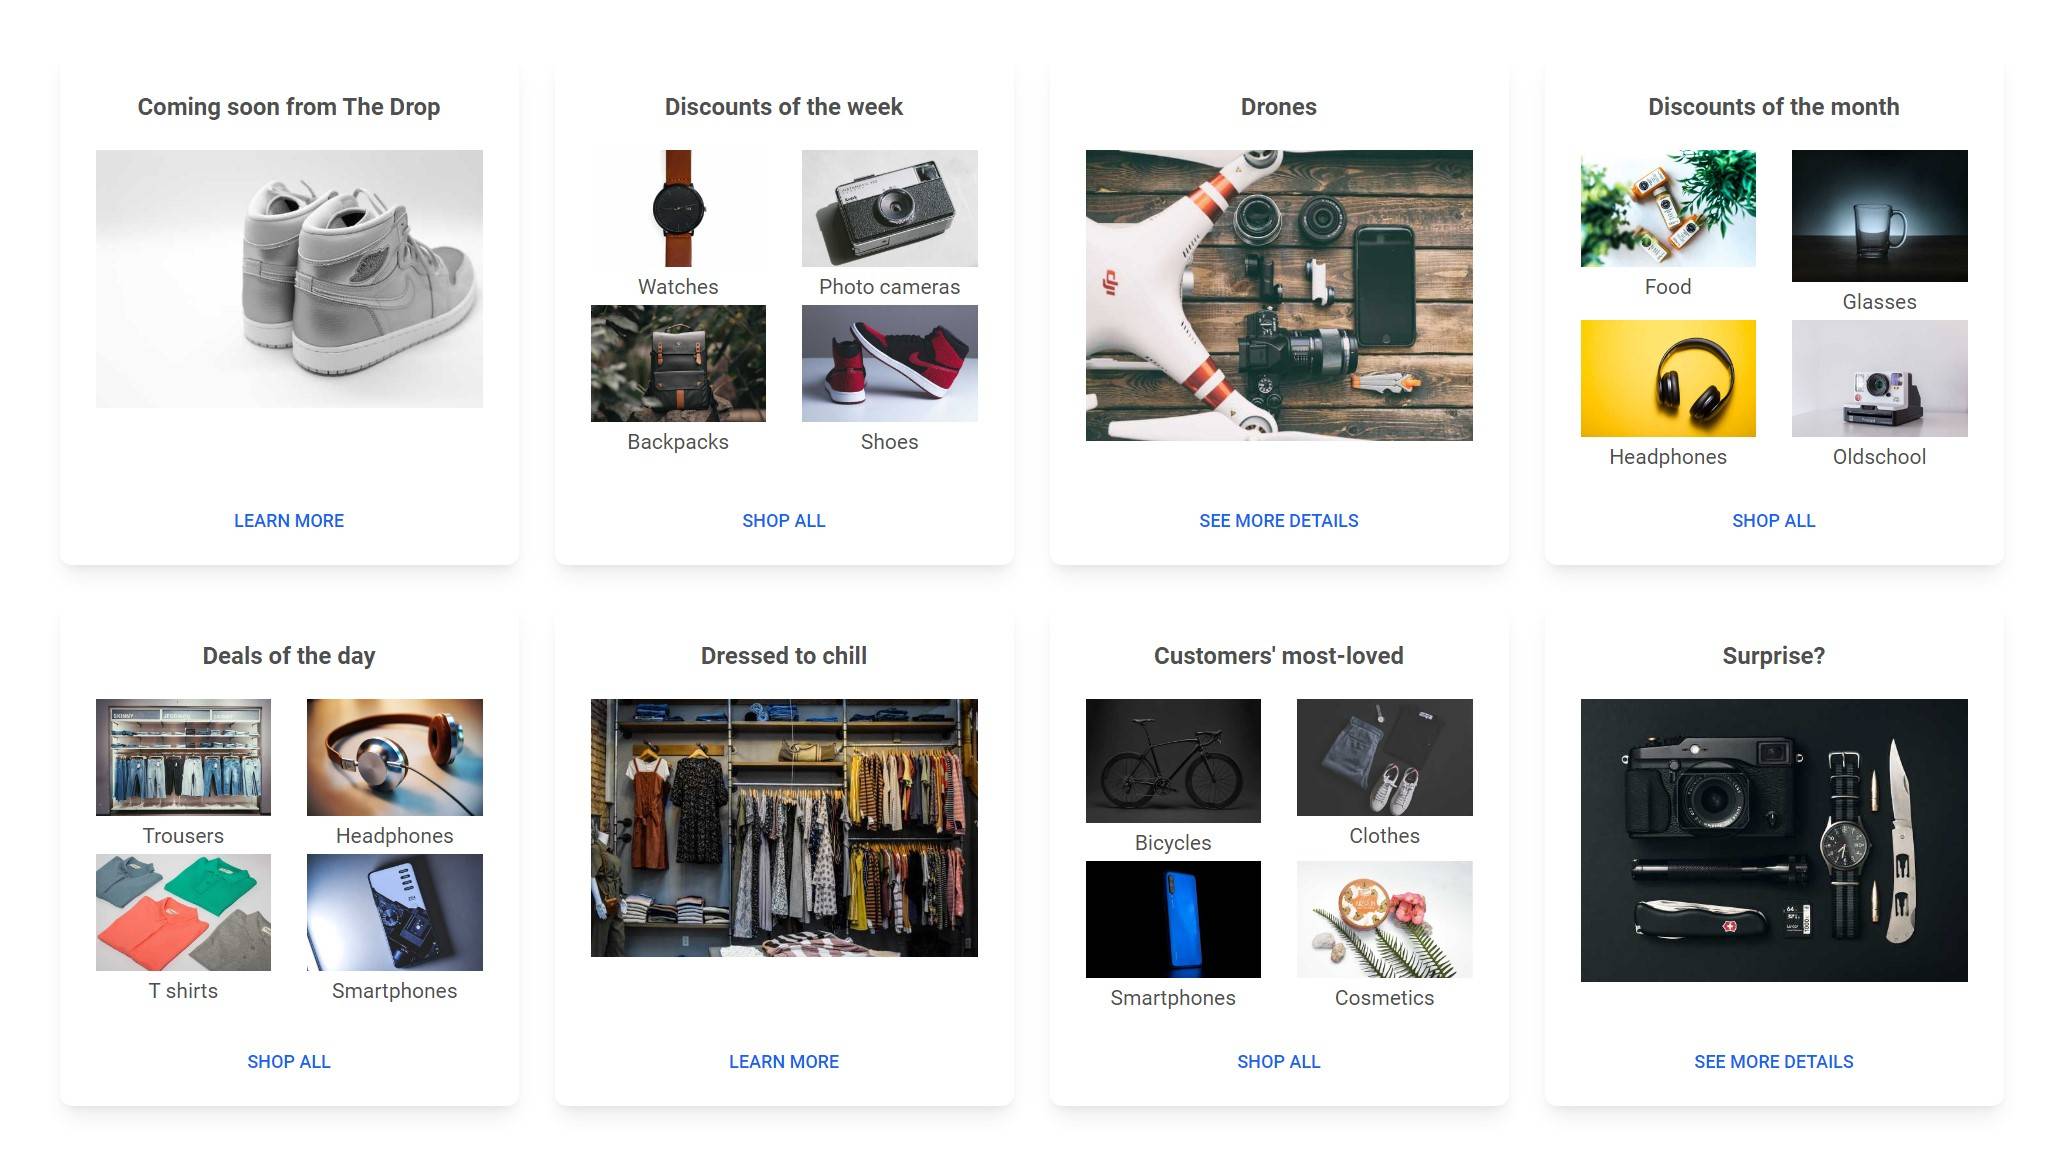 Coming soon from The Drop
LEARN MORE
Discounts of the week
Watches
Photo cameras
Backpacks
Shoes
SHOP ALL
Drones
SEE MORE DETAILS
Discounts of the month
Food
Glasses
Headphones
Oldschool
SHOP ALL
Deals of the day
SKINNY
Trousers
Headphones
T shirts
Smartphones
SHOP ALL
Dressed to chill
LEARN MORE
Customers' most-loved
Bicycles
Clothes
Smartphones
Cosmetics
SHOP ALL
Surprise?
64
SEE MORE DETAILS